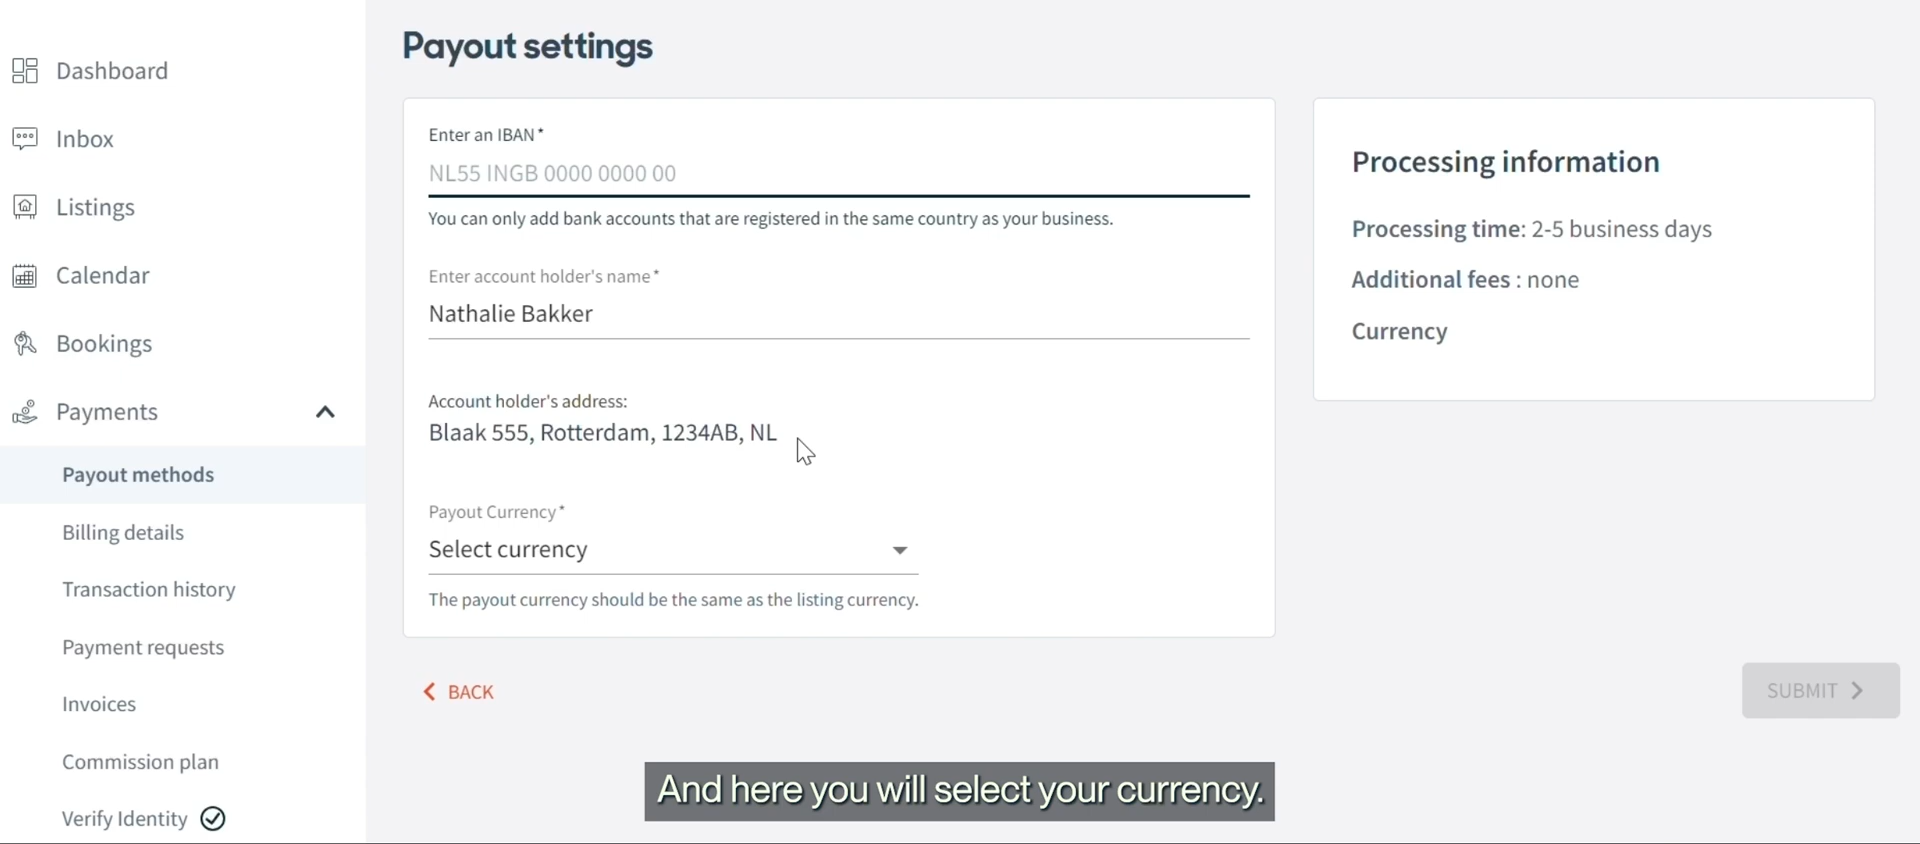 Dashboard
Inbox
Listings
Calendar
Bookings
Payments
Payout methods
Billing details
Transaction history
Payment requests
Invoices
Commission plan
Verify Identity
Payout settings
Enter an IBAN*
NL55 INGB 0000 0000 00
You can only add bank accounts that are registered in the same country as your business.
Enter account holder's name*
Nathalie Bakker
Account holder's address:
Blaak 555, Rotterdam, 1234AB, NL
Payout Currency*
Select currency
The payout currency should be the same as the listing currency.
BACK
Processing information
Processing time: 2-5 business days
Additional fees : none
Currency
SUBMIT
And here you will select your currency.